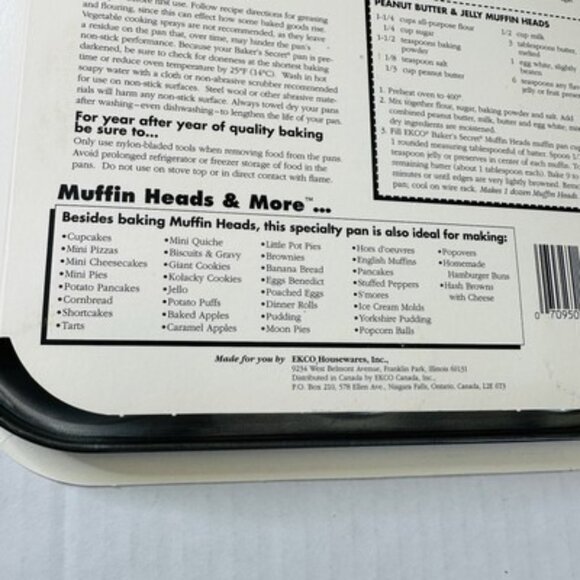 before first use. Follow recipe directions for greasing
and flouring, since this can effect how some baked goods rise.
Vegetable cooking sprays are not recommended, as they leave
a residue on the pan that, over time, may hinder the pan's
non-stick performance. Because your Baker's Secret® pan is pre-
darkened, be sure to check for doneness at the shortest baking
time or reduce oven temperature by 25°F (14°C). Wash in hot
soapy water with a cloth or non-abrasive scrubber recommended
for use on non-stick surfaces. Steel wool or other abrasive mate-
rials will harm any non-stick surface. Always towel dry your pans
after washing—even dishwashing—to lengthen the life of your pan.
For year after year of quality baking
be sure to...
Only use nylon-bladed tools when removing food from the pans.
Avoid prolonged refrigerator or freezer storage of food in the
pans. Do not use on stove top or in direct contact with flame.
PEANUT BUTTER & JELLY MUFFIN HEADS
1-1/4 cups all-purpose flour
1/4 cup sugar
1-1/2 teaspoons baking
powder
1/8 teaspoon salt
1/3 cup peanut butter
1/2 cup milk
3 tablespoons butter,
melted
1 egg white, slightly
beaten
6 teaspoons any
jelly or fruit
1. Preheat oven to 400°
2. Mix together flour, sugar, baking powder and salt. Add
combined peanut butter, milk, butter and egg white;
dry ingredients are moistened.
3. Fill EKCO® Baker's Secret® Muffin Heads muffin pan
1 rounded measuring tablespoonful of batter. Spoon
teaspoon jelly or preserves in center of each muffin.
remaining batter (about 1 tablespoon each). Bake 9 to
minutes or until edges are very lightly browned.
pan; cool on wire rack. Makes 1 dozen Muffin Heads
Muffin Heads & More™...
Besides baking Muffin Heads, this specialty pan is also ideal for making:
•Cupcakes
•Mini Pizzas
•Mini Cheesecakes
•Mini Pies
•Potato Pancakes
•Cornbread
•Shortcakes
•Tarts
•Mini Quiche
•Biscuits & Gravy
•Giant Cookies
•Kolacky Cookies
•Jello
•Potato Puffs
•Baked Apples
•Caramel Apples
•Little Pot Pies
•Brownies
•Banana Bread
•Eggs Benedict
•Poached Eggs
•Dinner Rolls
•Pudding
•Moon Pies
•Hors d'oeuvres
•English Muffins
•Pancakes
•Stuffed Peppers
•S'mores
•Ice Cream Molds
•Yorkshire Pudding
•Popcorn Balls
•Popovers
•Homemade
Hamburger Buns
•Hash Browns
with Cheese
0 70950
Made for you by EKCO Housewares, Inc.,
9234 West Belmont Avenue, Franklin Park, Illinois 60131
Distributed in Canada by EKCO Canada, Inc.,
P.O. Box 210, 578 Ellen Ave., Niagara Falls, Ontario, Canada, L2E 6T3